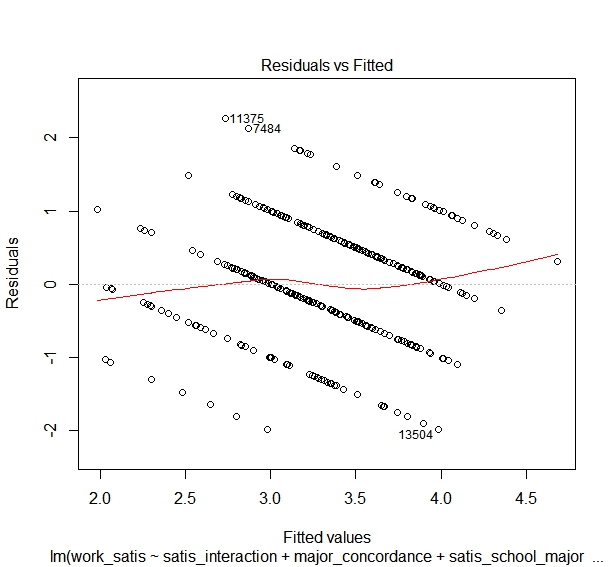 Residuals vs Fitted
11375
7484
13504
2
1
0
-1
-2
Residuals
2.0 2.5 3.0 3.5 4.0 4.5
Fitted values
lm(work_satis ~ satis_interaction + major_concordance + satis_school_major ...